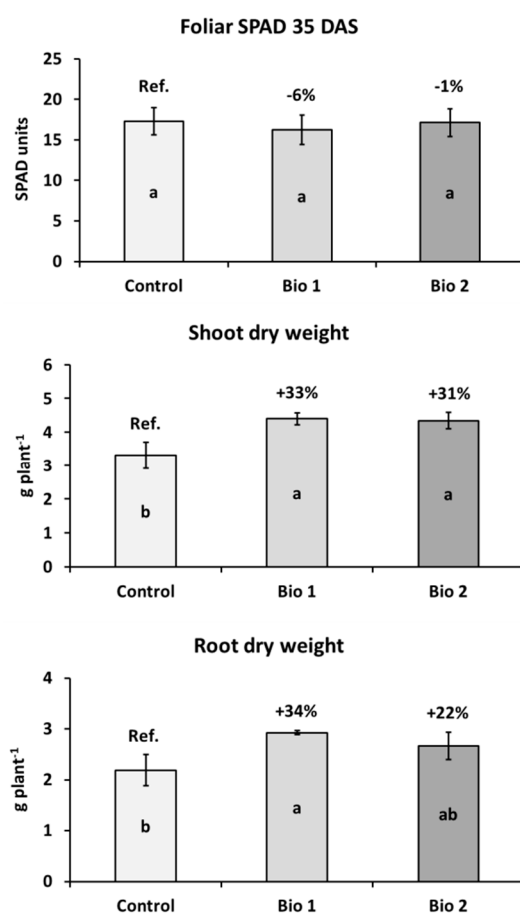 Foliar SPAD 35 DAS
25
20
15
10
5
0
SPAD units
Ref.
-6%
-1%
a
a
a
Control
Bio 1
Bio 2
Shoot dry weight
6
5
4
3
2
1
0
g plant-1
Ref.
+33%
+31%
b
a
a
Control
Bio 1
Bio 2
Root dry weight
4
3
2
1
0
g plant-1
Ref.
+34%
+22%
b
a
ab
Control
Bio 1
Bio 2